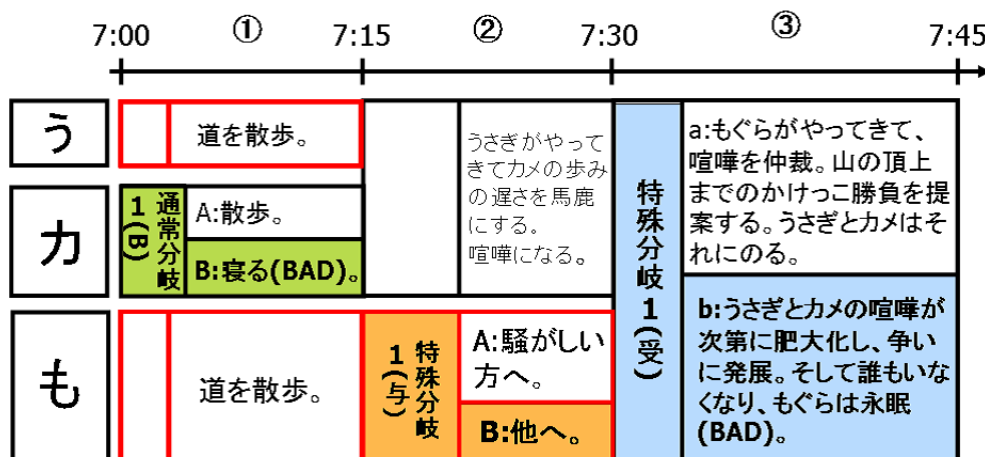 ① ② ③
7:00 7:15 7:30 7:45
う
道を散歩。
カ
通常分岐
1(B)
A:散歩。
B:寝る(BAD)。
うさぎがやって
きてカメの歩み
の遅さを馬鹿
にする。
喧嘩になる。
も
道を散歩。
特殊分岐
1(与)
A:騒がしい
方へ。
B:他へ。
特殊分岐1(受)
a:もぐらがやってきて、
喧嘩を仲裁。山の頂上
までのかけっこ勝負を提
案する。うさぎとカメはそ
れにのる。
b:うさぎとカメの喧嘩が
次第に肥大化し、争い
に発展。そして誰もいな
くなり、もぐらは永眠
(BAD)。